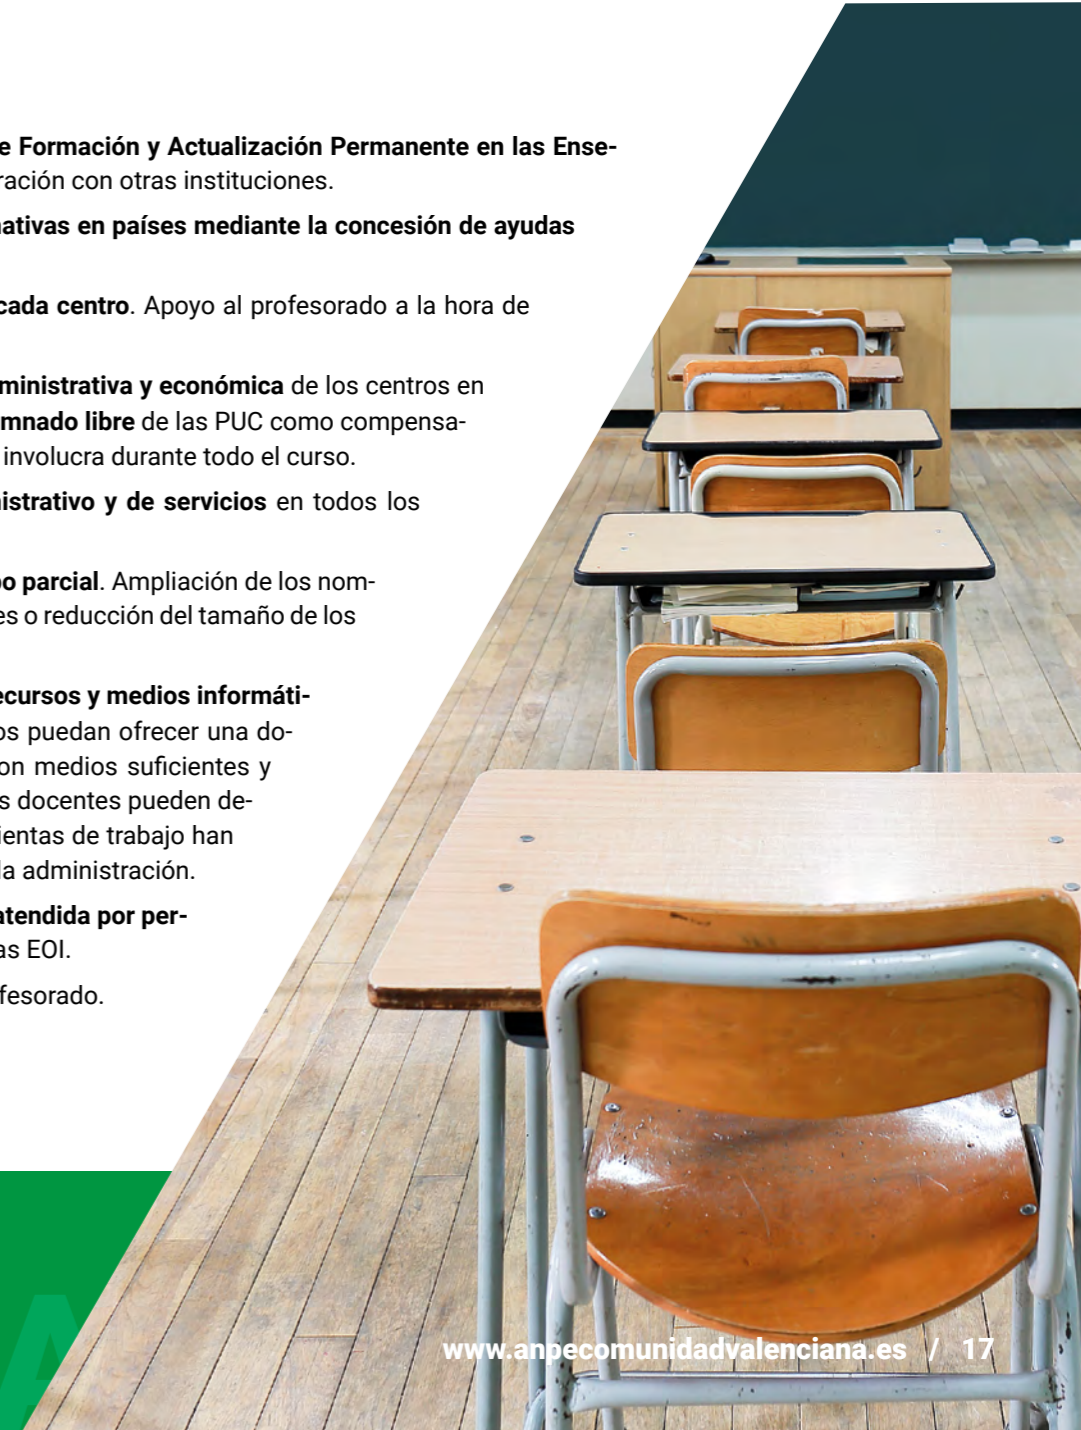 e Formación y Actualización Permanente en las Ense-
ración con otras instituciones.
nativas en países mediante la concesión de ayudas
cada centro. Apoyo al profesorado a la hora de
ministrativa y económica de los centros en
mnado libre de las PUC como compensa-
involucra durante todo el curso.
istrativo y de servicios en todos los
po parcial. Ampliación de los nom-
es o reducción del tamaño de los
ecursos y medios informáti-
os puedan ofrecer una do-
on medios suficientes y
s docentes pueden de-
ientas de trabajo han
la administración.
atendida por per-
as EOI.
fesorado.
A
www.anpecomunidadvalenciana.es / 17